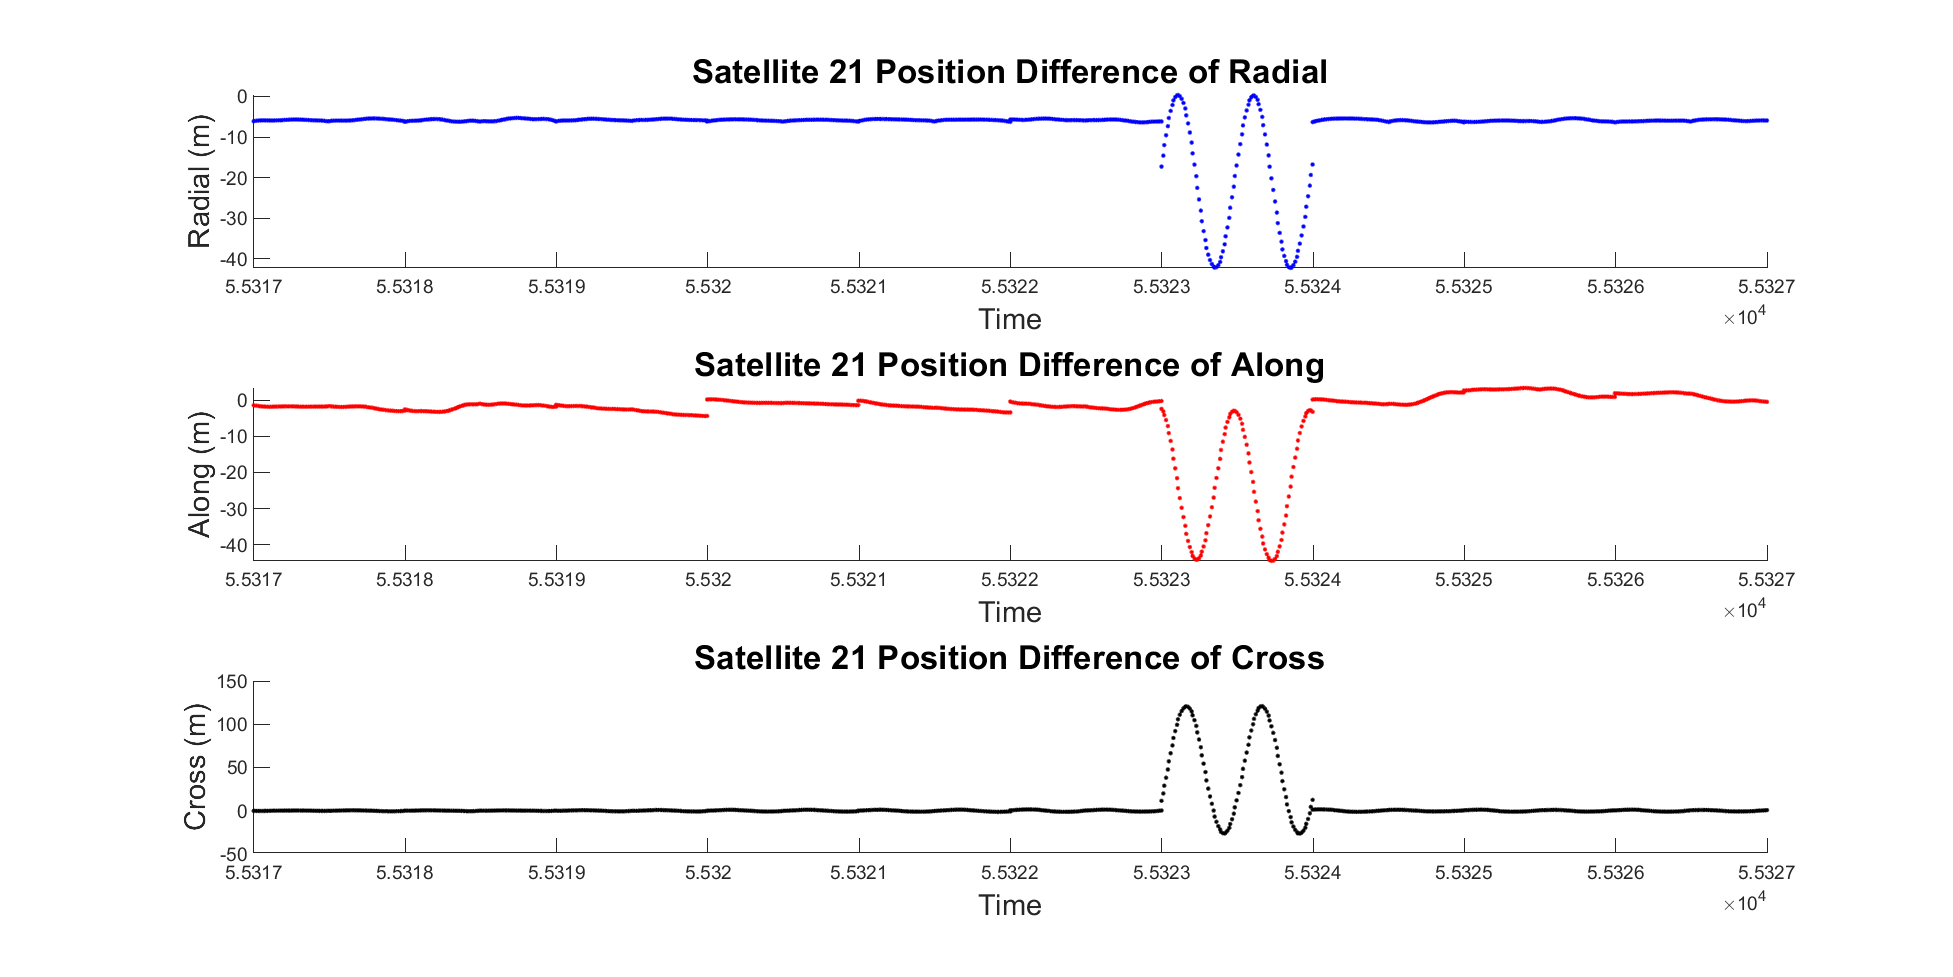 Satellite 21 Position Difference of Radial
Radial (m)
0
-10
-20
-30
-40
5.5317 5.5318 5.5319 5.532 5.5321 5.5322 5.5323 5.5324 5.5325 5.5326 5.5327
Time
×10^4
Satellite 21 Position Difference of Along
Along (m)
0
-10
-20
-30
-40
5.5317 5.5318 5.5319 5.532 5.5321 5.5322 5.5323 5.5324 5.5325 5.5326 5.5327
Time
×10^4
Satellite 21 Position Difference of Cross
Cross (m)
150
100
50
0
-50
5.5317 5.5318 5.5319 5.532 5.5321 5.5322 5.5323 5.5324 5.5325 5.5326 5.5327
Time
×10^4